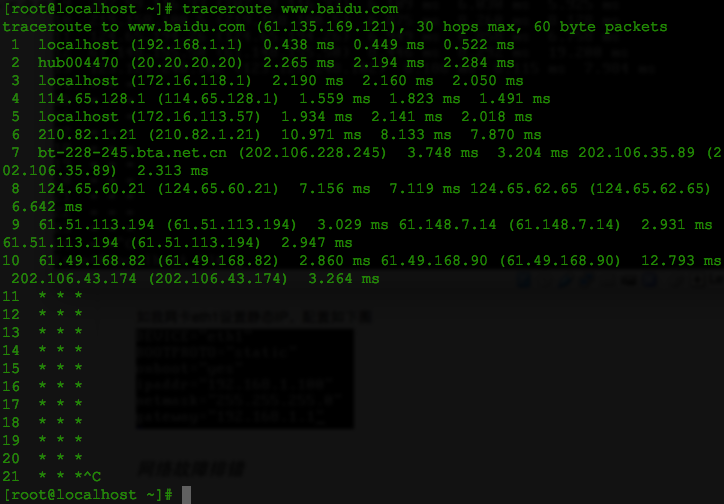 [root@localhost ~]# traceroute www.baidu.com
traceroute to www.baidu.com (61.135.169.121), 30 hops max, 60 byte packets
1 localhost (192.168.1.1) 0.438 ms 0.449 ms 0.522 ms
2 hub004470 (20.20.20.20) 2.265 ms 2.194 ms 2.284 ms
3 localhost (172.16.118.1) 2.190 ms 2.160 ms 2.050 ms
4 114.65.128.1 (114.65.128.1) 1.559 ms 1.823 ms 1.491 ms
5 localhost (172.16.113.57) 1.934 ms 2.141 ms 2.018 ms
6 210.82.1.21 (210.82.1.21) 10.971 ms 8.133 ms 7.870 ms
7 bt-228-245.bta.net.cn (202.106.228.245) 3.748 ms 3.204 ms 202.106.35.89 (2
02.106.35.89) 2.313 ms
8 124.65.60.21 (124.65.60.21) 7.156 ms 7.119 ms 124.65.62.65 (124.65.62.65)
6.642 ms
9 61.51.113.194 (61.51.113.194) 3.029 ms 61.148.7.14 (61.148.7.14) 2.931 ms
61.51.113.194 (61.51.113.194) 2.947 ms
10 61.49.168.82 (61.49.168.82) 2.860 ms 61.49.168.90 (61.49.168.90) 12.793 ms
202.106.43.174 (202.106.43.174) 3.264 ms
11 * * *
12 * * *
13 * * *
14 * * *
15 * * *
16 * * *
17 * * *
18 * * *
19 * * *
20 * * *
21 * * *^C
[root@localhost ~]#